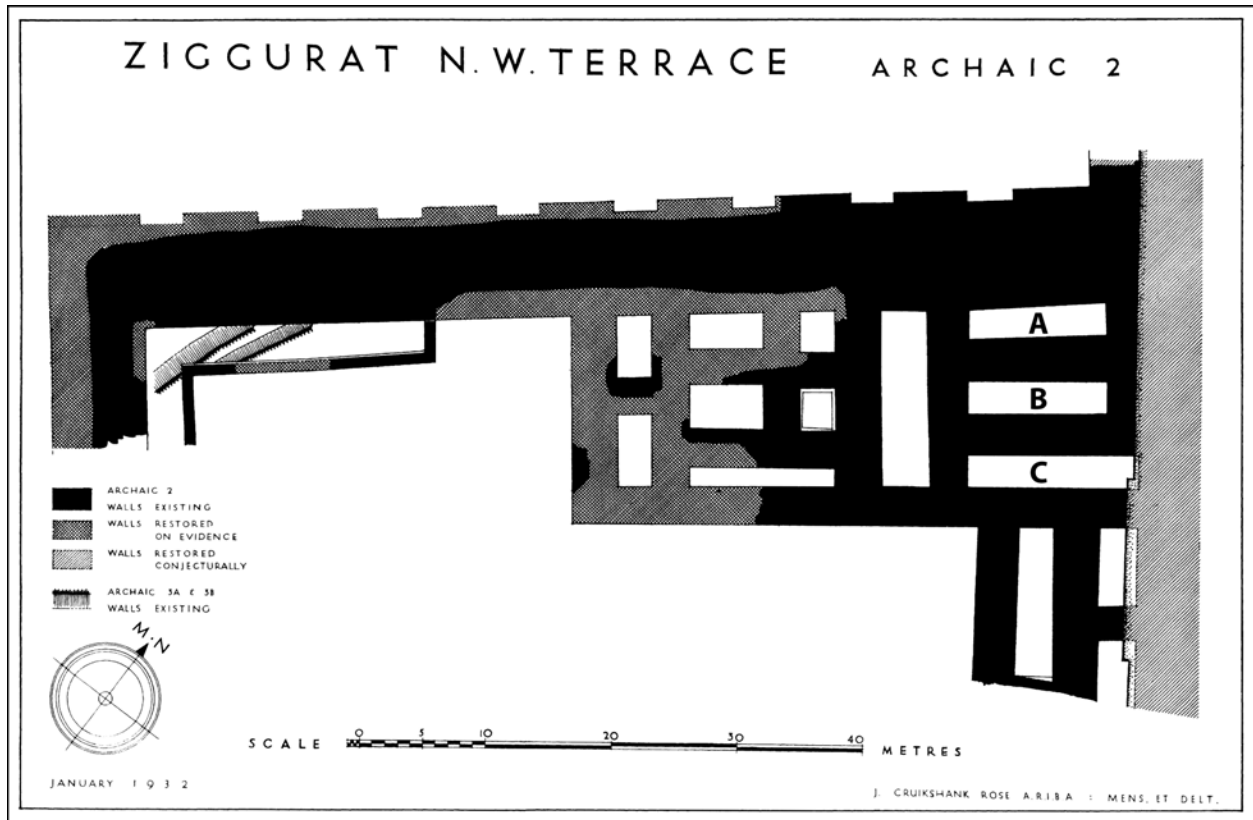 ZIGGURAT N.W. TERRACE ARCHAIC 2
A
B
C
ARCHAIC 2
WALLS EXISTING
WALLS RESTORED
ON EVIDENCE
WALLS RESTORED
CONJECTURALLY
ARCHAIC 3A & 3B
WALLS EXISTING
M.N
SCALE 0 5 10 20 30 40 METRES
JANUARY 1932
J. CRUIKSHANK ROSE A.R.I.B.A : MENS. ET DELT.